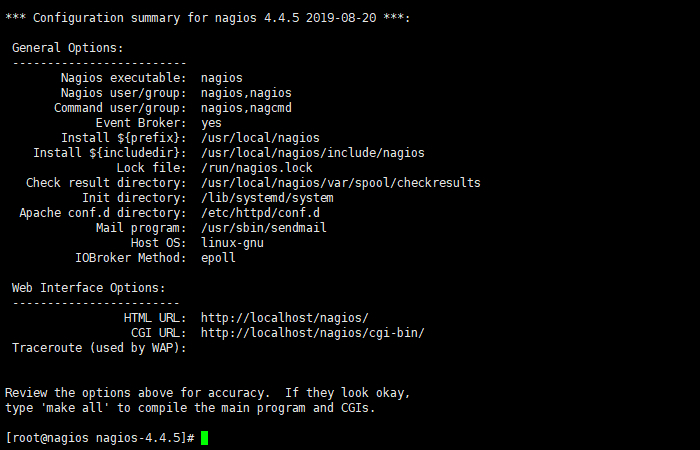 *** Configuration summary for nagios 4.4.5 2019-08-20 ***:
General Options:
-------------------------
Nagios executable:  nagios
Nagios user/group:  nagios,nagios
Command user/group:  nagios,nagcmd
Event Broker:  yes
Install ${prefix}:  /usr/local/nagios
Install ${includedir}:  /usr/local/nagios/include/nagios
Lock file:  /run/nagios.lock
Check result directory:  /usr/local/nagios/var/spool/checkresults
Init directory:  /lib/systemd/system
Apache conf.d directory:  /etc/httpd/conf.d
Mail program:  /usr/sbin/sendmail
Host OS:  linux-gnu
IOBroker Method:  epoll
Web Interface Options:
------------------------
HTML URL:  http://localhost/nagios/
CGI URL:  http://localhost/nagios/cgi-bin/
Traceroute (used by WAP):
Review the options above for accuracy.  If they look okay,
type 'make all' to compile the main program and CGIs.
[root@nagios nagios-4.4.5]#